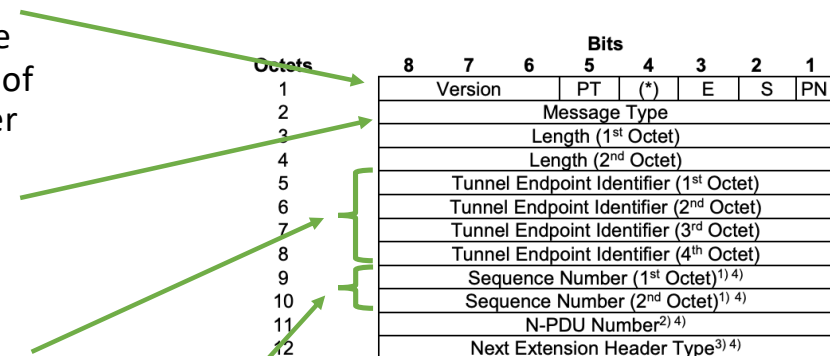 e
of
er
Bits
Octets 8 7 6 5 4 3 2 1
1 Version PT (*) E S PN
2 Message Type
3 Length (1st Octet)
4 Length (2nd Octet)
5 Tunnel Endpoint Identifier (1st Octet)
6 Tunnel Endpoint Identifier (2nd Octet)
7 Tunnel Endpoint Identifier (3rd Octet)
8 Tunnel Endpoint Identifier (4th Octet)
9 Sequence Number (1st Octet)1) 4)
10 Sequence Number (2nd Octet)1) 4)
11 N-PDU Number2) 4)
12 Next Extension Header Type3) 4)